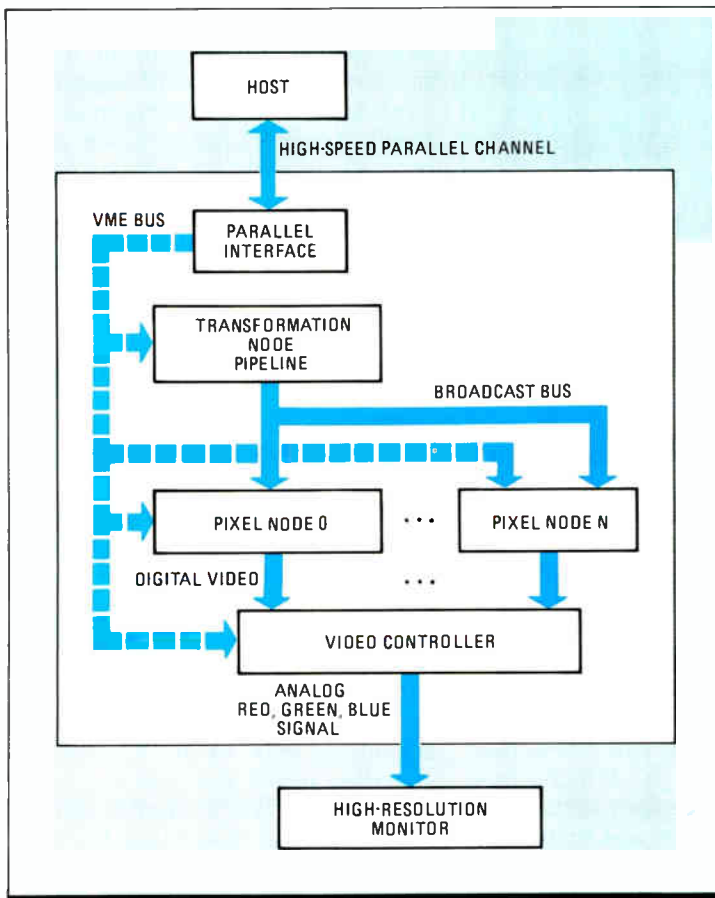 HOST
HIGH-SPEED PARALLEL CHANNEL
VME BUS
PARALLEL
INTERFACE
TRANSFORMATION
NODE
PIPELINE
BROADCAST BUS
PIXEL NODE 0
...
PIXEL NODE N
DIGITAL VIDEO
...
VIDEO CONTROLLER
ANALOG
RED, GREEN, BLUE
SIGNAL
HIGH-RESOLUTION
MONITOR